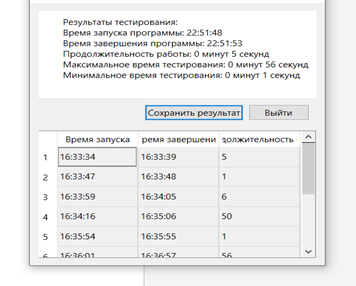 Результаты тестирования:
Время запуска программы: 22:51:48
Время завершения программы: 22:51:53
Продолжительность работы: 0 минут 5 секунд
Максимальное время тестирования: 0 минут 56 секунд
Минимальное время тестирования: 0 минут 1 секунд
Сохранить результат Выйти
Время запуска ремя завершени должительность
1 16:33:34 16:33:39 5
2 16:33:47 16:33:48 1
3 16:33:59 16:34:05 6
4 16:34:16 16:35:06 50
5 16:35:54 16:35:55 1
6 16:36:01 16:36:57 56